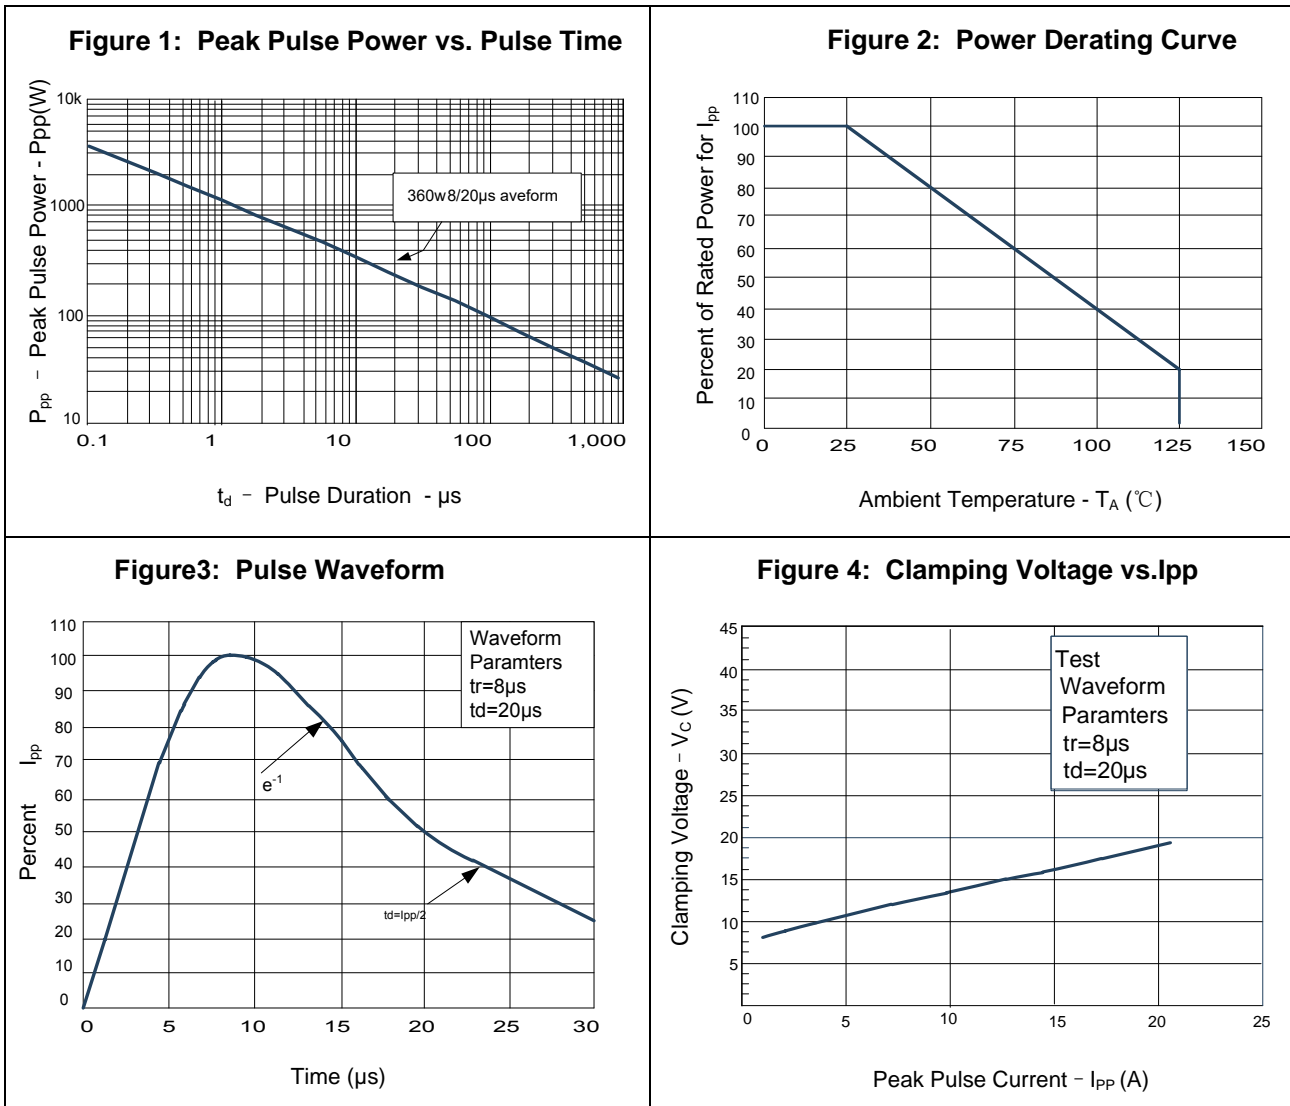 Figure 1: Peak Pulse Power vs. Pulse Time
Ppp – Peak Pulse Power - Ppp(W)
10k
1000
100
10
360w8/20µs aveform
0.1 1 10 100 1,000
td – Pulse Duration - µs
Figure 2: Power Derating Curve
Percent of Rated Power for Ipp
110
100
90
80
70
60
50
40
30
20
10
0
0 25 50 75 100 125 150
Ambient Temperature - TA (℃)
Figure3: Pulse Waveform
Percent Ipp
110
100
90
80
70
60
50
40
30
20
10
0
Waveform
Paramters
tr=8µs
td=20µs
e-1
td=Ipp/2
0 5 10 15 20 25 30
Time (µs)
Figure 4: Clamping Voltage vs.Ipp
Clamping Voltage – VC (V)
45
40
35
30
25
20
15
10
5
Test
Waveform
Paramters
tr=8µs
td=20µs
0 5 10 15 20 25
Peak Pulse Current – IPP (A)